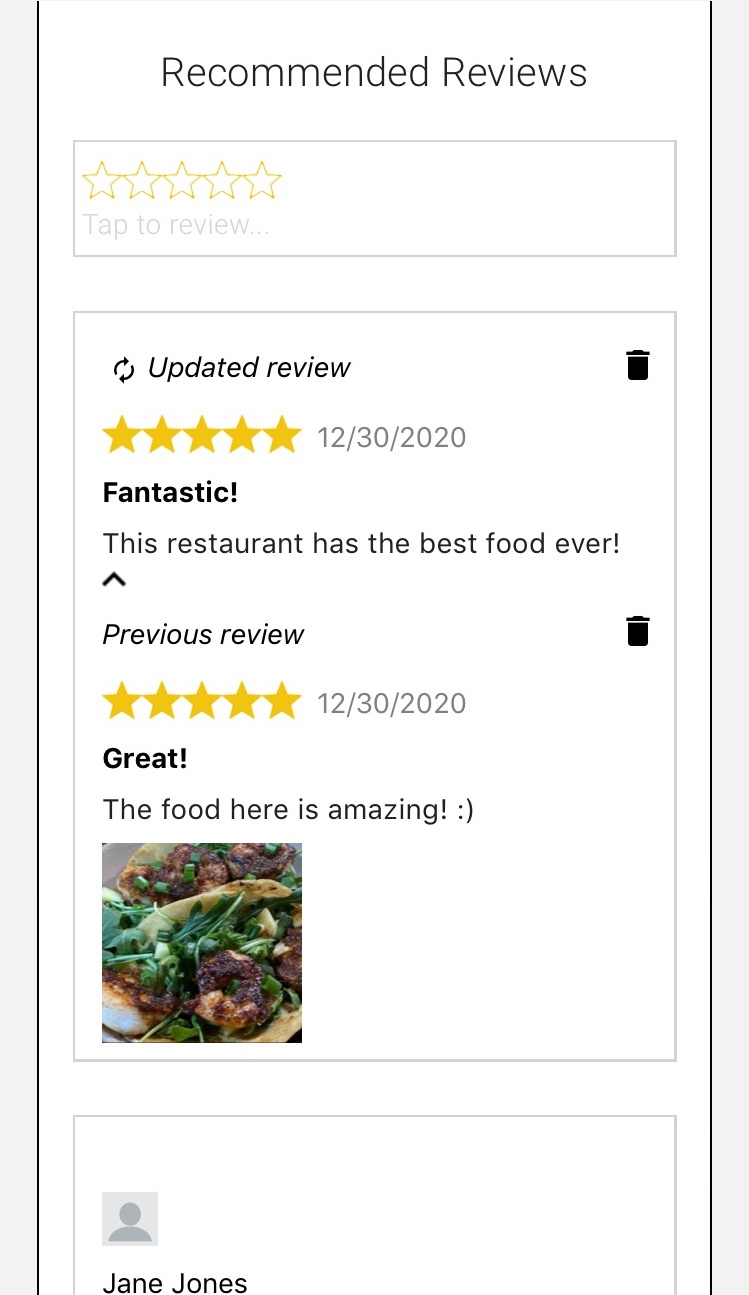 Recommended Reviews
Tap to review...
Updated review
12/30/2020
Fantastic!
This restaurant has the best food ever!
Previous review
12/30/2020
Great!
The food here is amazing! :)
Jane Jones